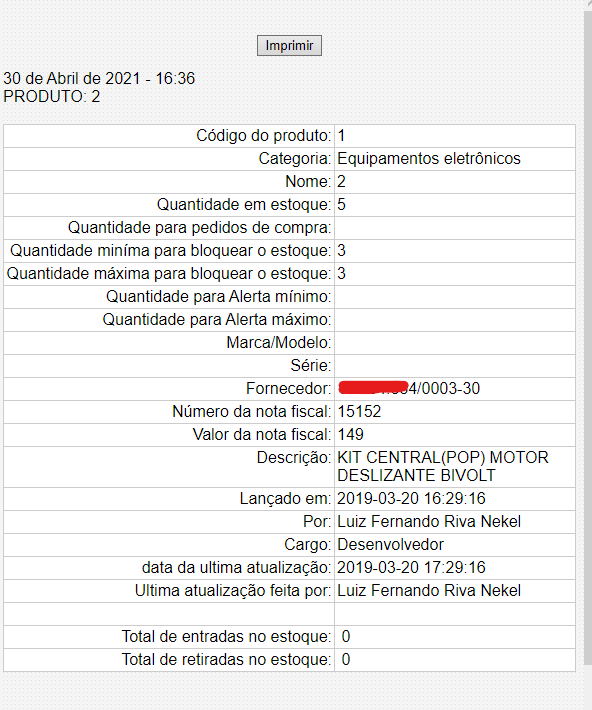 Imprimir
30 de Abril de 2021 - 16:36
PRODUTO: 2
Código do produto: 1
Categoria: Equipamentos eletrônicos
Nome: 2
Quantidade em estoque: 5
Quantidade para pedidos de compra:
Quantidade miníma para bloquear o estoque: 3
Quantidade máxima para bloquear o estoque: 3
Quantidade para Alerta mínimo:
Quantidade para Alerta máximo:
Marca/Modelo:
Série:
Fornecedor: 4/0003-30
Número da nota fiscal: 15152
Valor da nota fiscal: 149
Descrição: KIT CENTRAL(POP) MOTOR
DESLIZANTE BIVOLT
Lançado em: 2019-03-20 16:29:16
Por: Luiz Fernando Riva Nekel
Cargo: Desenvolvedor
data da ultima atualização: 2019-03-20 17:29:16
Ultima atualização feita por: Luiz Fernando Riva Nekel
Total de entradas no estoque: 0
Total de retiradas no estoque: 0